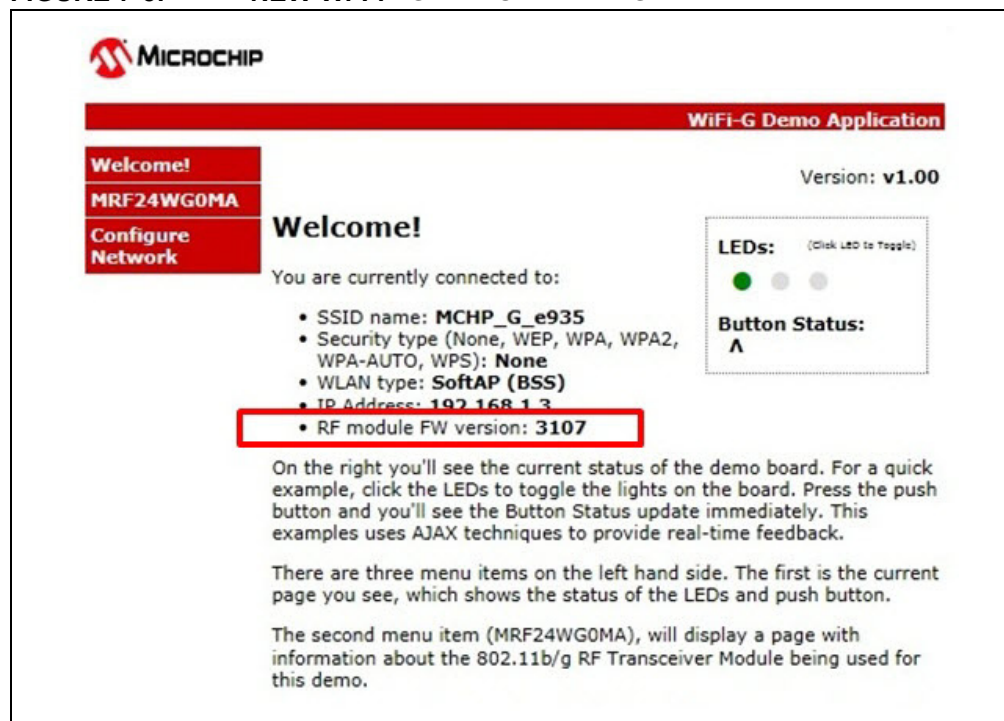 MICROCHIP
WiFi-G Demo Application
Welcome!
MRF24WG0MA
Configure
Network
Version: v1.00
Welcome!
You are currently connected to:
• SSID name: MCHP_G_e935
• Security type (None, WEP, WPA, WPA2,
WPA-AUTO, WPS): None
• WLAN type: SoftAP (BSS)
• IP Address: 192.168.1.3
• RF module FW version: 3107
LEDs: (Click LED to Toggle)
Button Status:
Λ
On the right you'll see the current status of the demo board. For a quick
example, click the LEDs to toggle the lights on the board. Press the push
button and you'll see the Button Status update immediately. This
examples uses AJAX techniques to provide real-time feedback.
There are three menu items on the left hand side. The first is the current
page you see, which shows the status of the LEDs and push button.
The second menu item (MRF24WG0MA), will display a page with
information about the 802.11b/g RF Transceiver Module being used for
this demo.